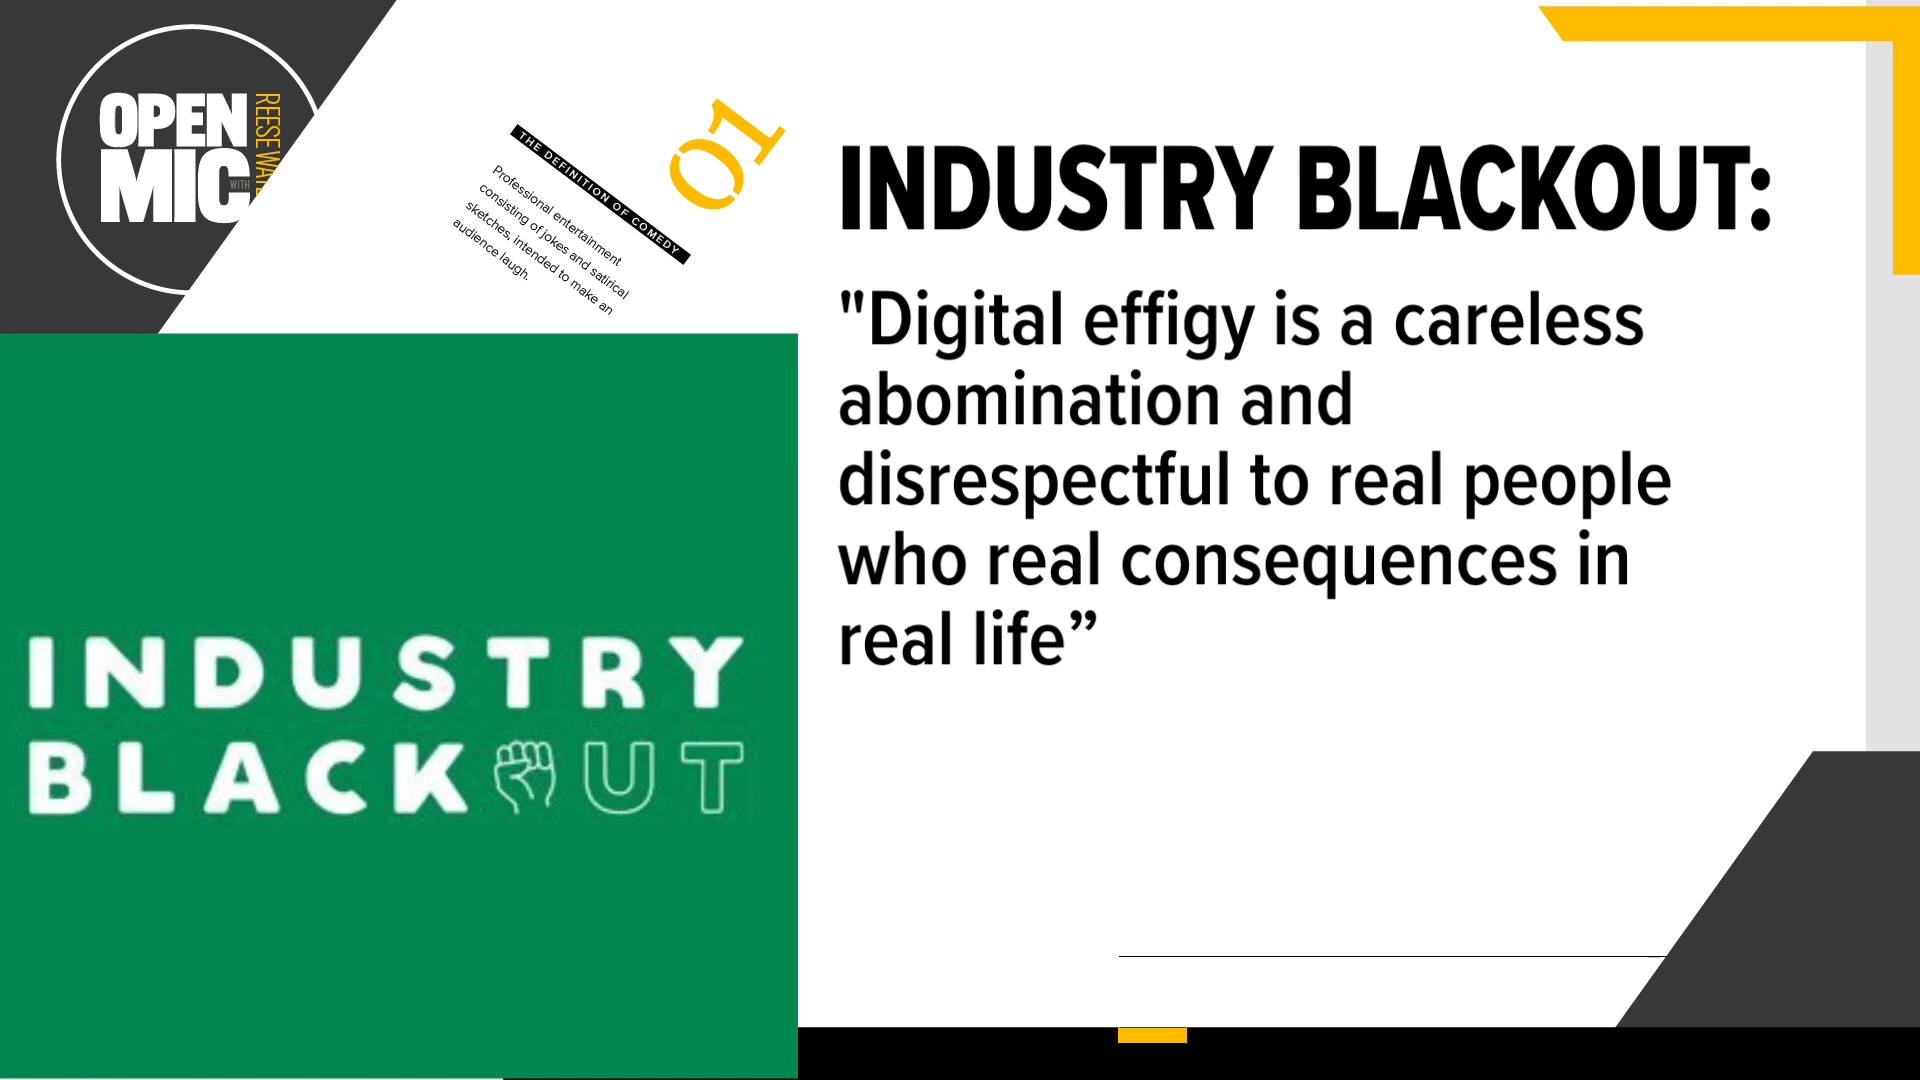 OPEN
MIC
WITH
REESE
THE DEFINITION OF COMEDY
Professional entertainment
consisting of jokes and satirical
sketches, intended to make an
audience laugh.
01
INDUSTRY BLACKOUT:
"Digital effigy is a careless
abomination and
disrespectful to real people
who real consequences in
real life”
INDUSTRY
BLACKOUT